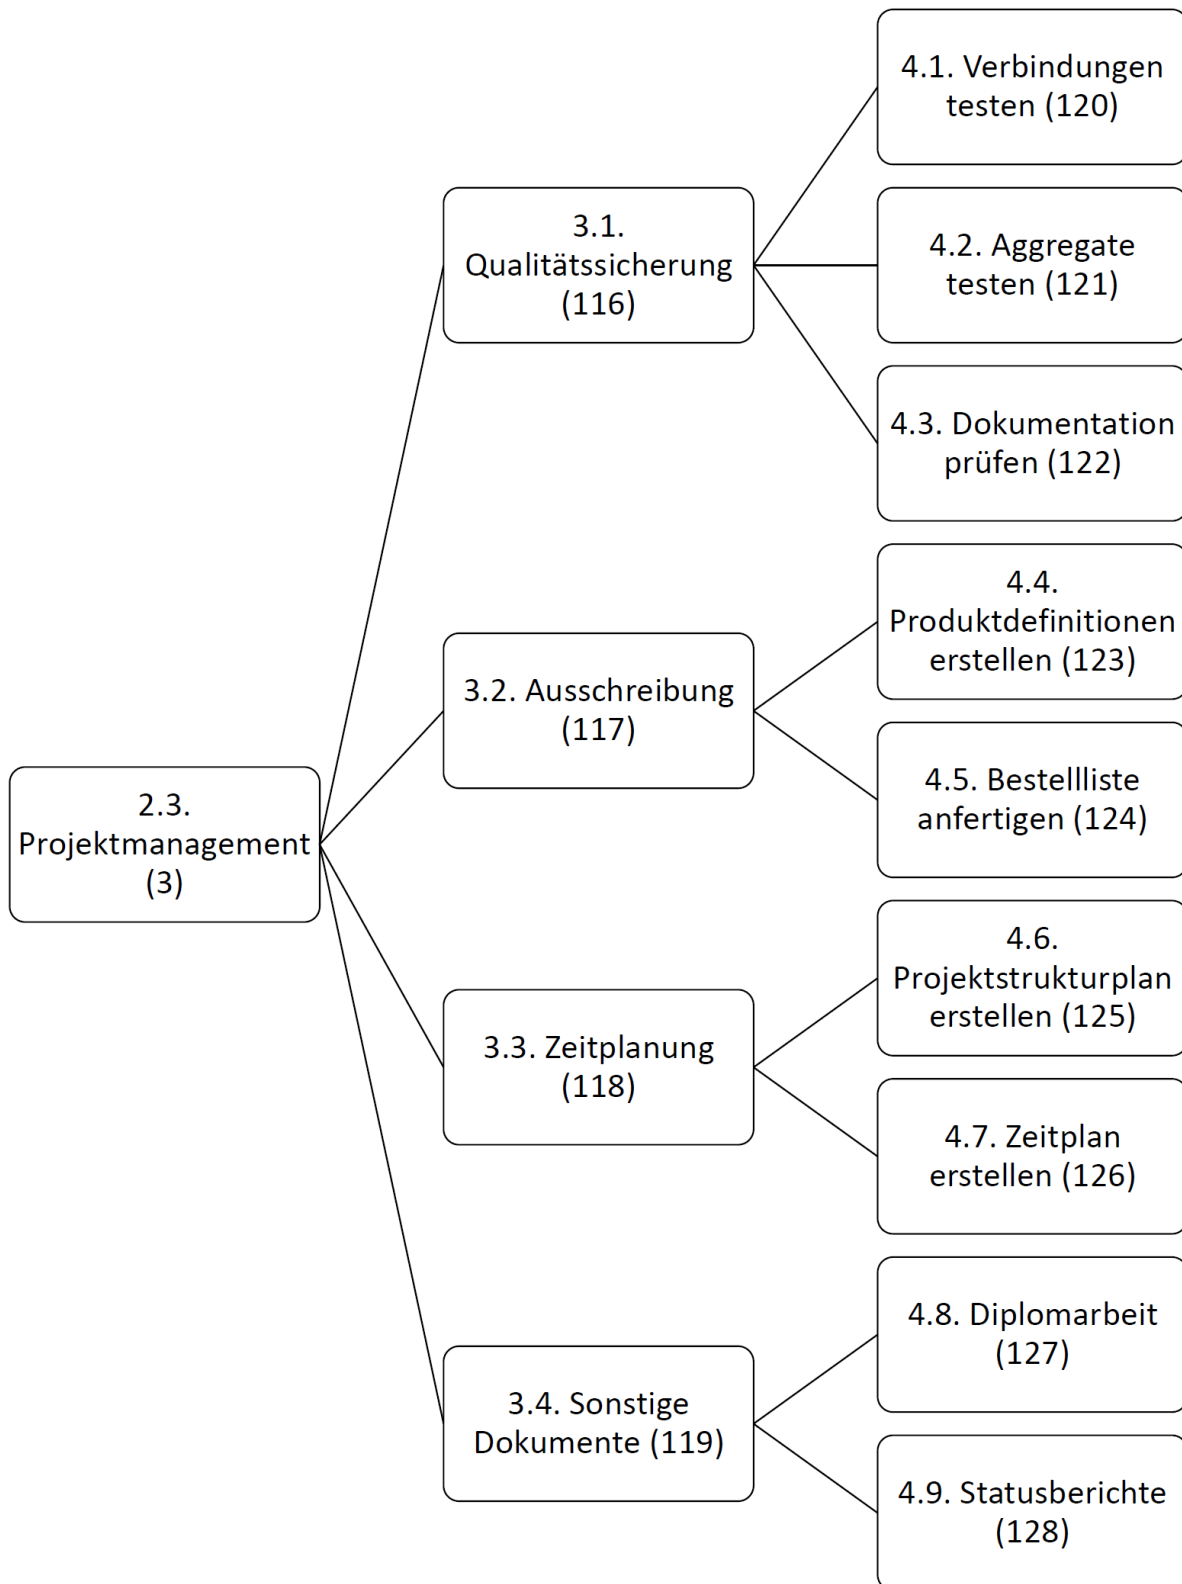 4.1. Verbindungen
testen (120)
3.1.
Qualitätssicherung
(116)
4.2. Aggregate
testen (121)
4.3. Dokumentation
prüfen (122)
4.4.
Produktdefinitionen
erstellen (123)
3.2. Ausschreibung
(117)
4.5. Bestellliste
anfertigen (124)
2.3.
Projektmanagement
(3)
4.6.
Projektstrukturplan
erstellen (125)
3.3. Zeitplanung
(118)
4.7. Zeitplan
erstellen (126)
4.8. Diplomarbeit
(127)
3.4. Sonstige
Dokumente (119)
4.9. Statusberichte
(128)